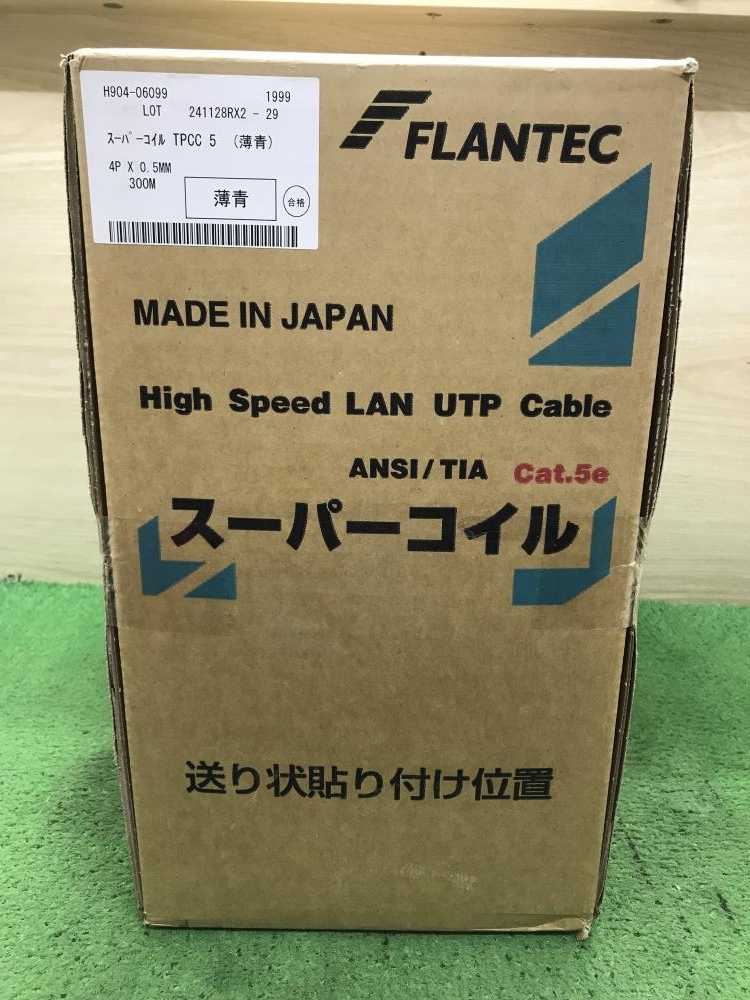 H904-06099 1999
LOT 241128RX2 - 29
ｽｰﾊﾟｰｺｲﾙ TPCC 5 (薄青)
4P X 0.5MM
300M
薄青
合格
FLANTEC
MADE IN JAPAN
High Speed LAN UTP Cable
ANSI/TIA Cat.5e
スーパーコイル
送り状貼り付け位置